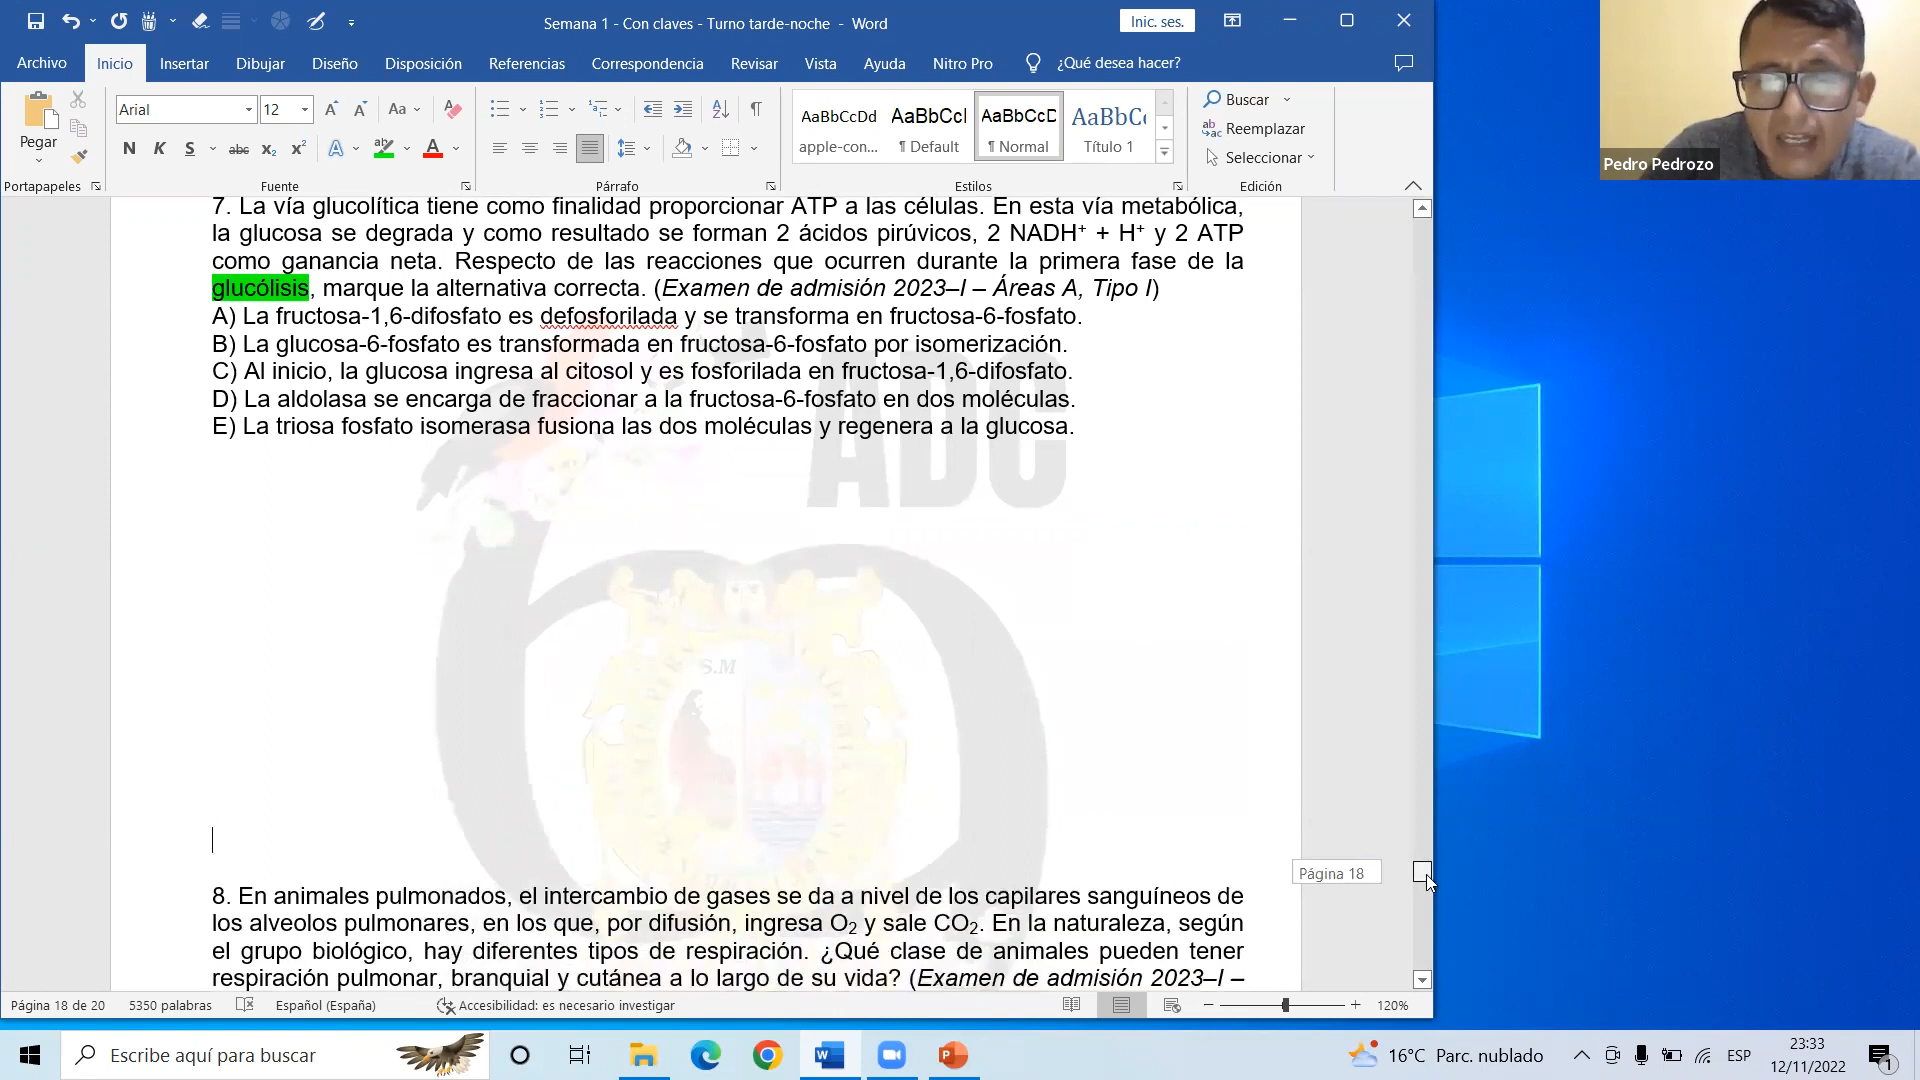 Semana 1 - Con claves - Turno tarde-noche - Word
Inic. ses.
Archivo Inicio Insertar Dibujar Diseño Disposición Referencias Correspondencia Revisar Vista Ayuda Nitro Pro ¿Qué desea hacer?
Pegar
Arial 12
Aa
N K S abc x₂ x²
A
AaBbCcDd AaBbCcI AaBbCcD AaBbCc
apple-con... ¶ Default ¶ Normal Título 1
Buscar
Reemplazar
Seleccionar
Portapapeles Fuente Párrafo Estilos Edición
Pedro Pedrozo
7. La vía glucolítica tiene como finalidad proporcionar ATP a las células. En esta vía metabólica,
la glucosa se degrada y como resultado se forman 2 ácidos pirúvicos, 2 NADH⁺ + H⁺ y 2 ATP
como ganancia neta. Respecto de las reacciones que ocurren durante la primera fase de la
glucólisis, marque la alternativa correcta. (Examen de admisión 2023–I – Áreas A, Tipo I)
A) La fructosa-1,6-difosfato es defosforilada y se transforma en fructosa-6-fosfato.
B) La glucosa-6-fosfato es transformada en fructosa-6-fosfato por isomerización.
C) Al inicio, la glucosa ingresa al citosol y es fosforilada en fructosa-1,6-difosfato.
D) La aldolasa se encarga de fraccionar a la fructosa-6-fosfato en dos moléculas.
E) La triosa fosfato isomerasa fusiona las dos moléculas y regenera a la glucosa.
ADC
S.M
Página 18
8. En animales pulmonados, el intercambio de gases se da a nivel de los capilares sanguíneos de
los alveolos pulmonares, en los que, por difusión, ingresa O₂ y sale CO₂. En la naturaleza, según
el grupo biológico, hay diferentes tipos de respiración. ¿Qué clase de animales pueden tener
respiración pulmonar, branquial y cutánea a lo largo de su vida? (Examen de admisión 2023–I –
Página 18 de 20 5350 palabras Español (España) Accesibilidad: es necesario investigar 120%
Escribe aquí para buscar
16°C Parc. nublado
ESP
23:33
12/11/2022
1